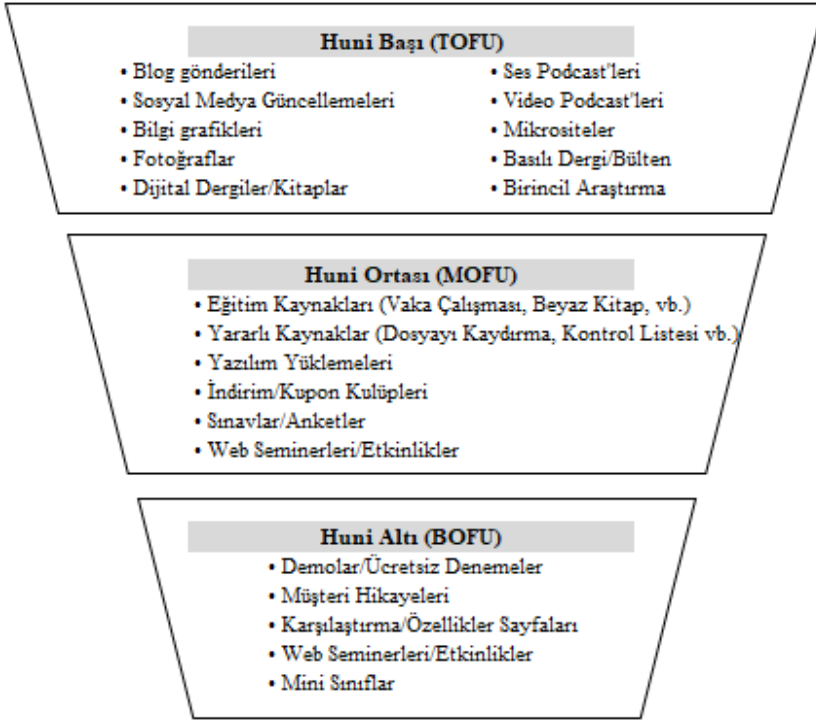 Huni Başı (TOFU)
• Blog gönderileri
• Sosyal Medya Güncellemeleri
• Bilgi grafikleri
• Fotoğraflar
• Dijital Dergiler/Kitaplar
• Ses Podcast'leri
• Video Podcast'leri
• Mikrositeler
• Basılı Dergi/Bülten
• Birincil Araştırma
Huni Ortası (MOFU)
• Eğitim Kaynakları (Vaka Çalışması, Beyaz Kitap, vb.)
• Yararlı Kaynaklar (Dosyayı Kaydırma, Kontrol Listesi vb.)
• Yazılım Yüklemeleri
• İndirim/Kupon Kulüpleri
• Sınavlar/Anketler
• Web Seminerleri/Etkinlikler
Huni Altı (BOFU)
• Demolar/Ücretsiz Denemeler
• Müşteri Hikayeleri
• Karşılaştırma/Özellikler Sayfaları
• Web Seminerleri/Etkinlikler
• Mini Sınıflar